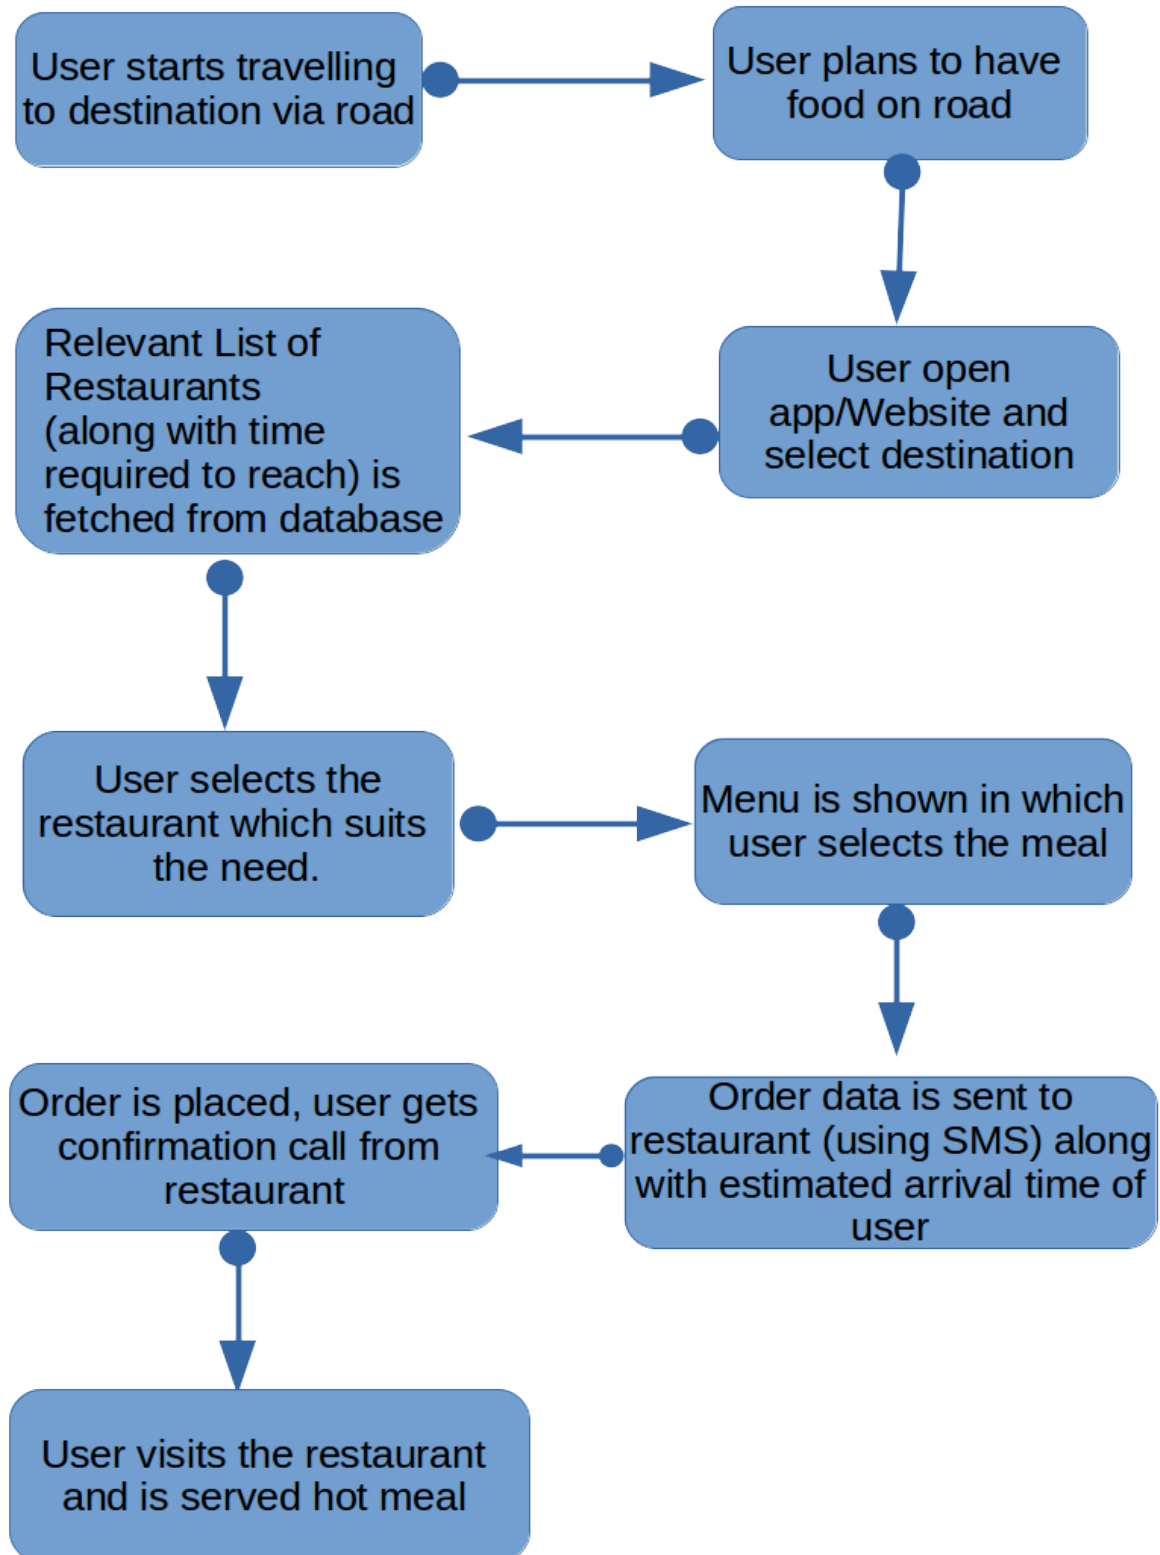 User starts travelling
to destination via road
User plans to have
food on road
User open
app/Website and
select destination
Relevant List of
Restaurants
(along with time
required to reach) is
fetched from database
User selects the
restaurant which suits
the need.
Menu is shown in which
user selects the meal
Order data is sent to
restaurant (using SMS) along
with estimated arrival time of
user
Order is placed, user gets
confirmation call from
restaurant
User visits the restaurant
and is served hot meal